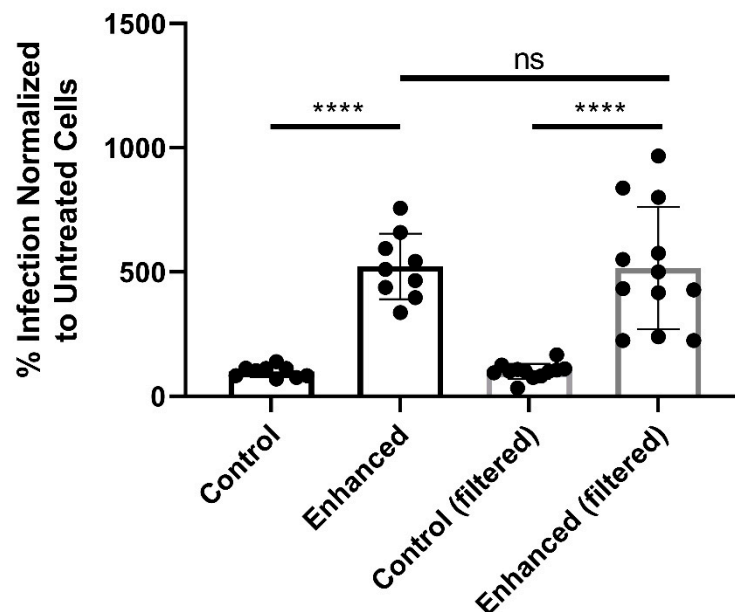 % Infection Normalized
to Untreated Cells
1500
1000
500
0
ns
****
****
Control
Enhanced
Control (filtered)
Enhanced (filtered)